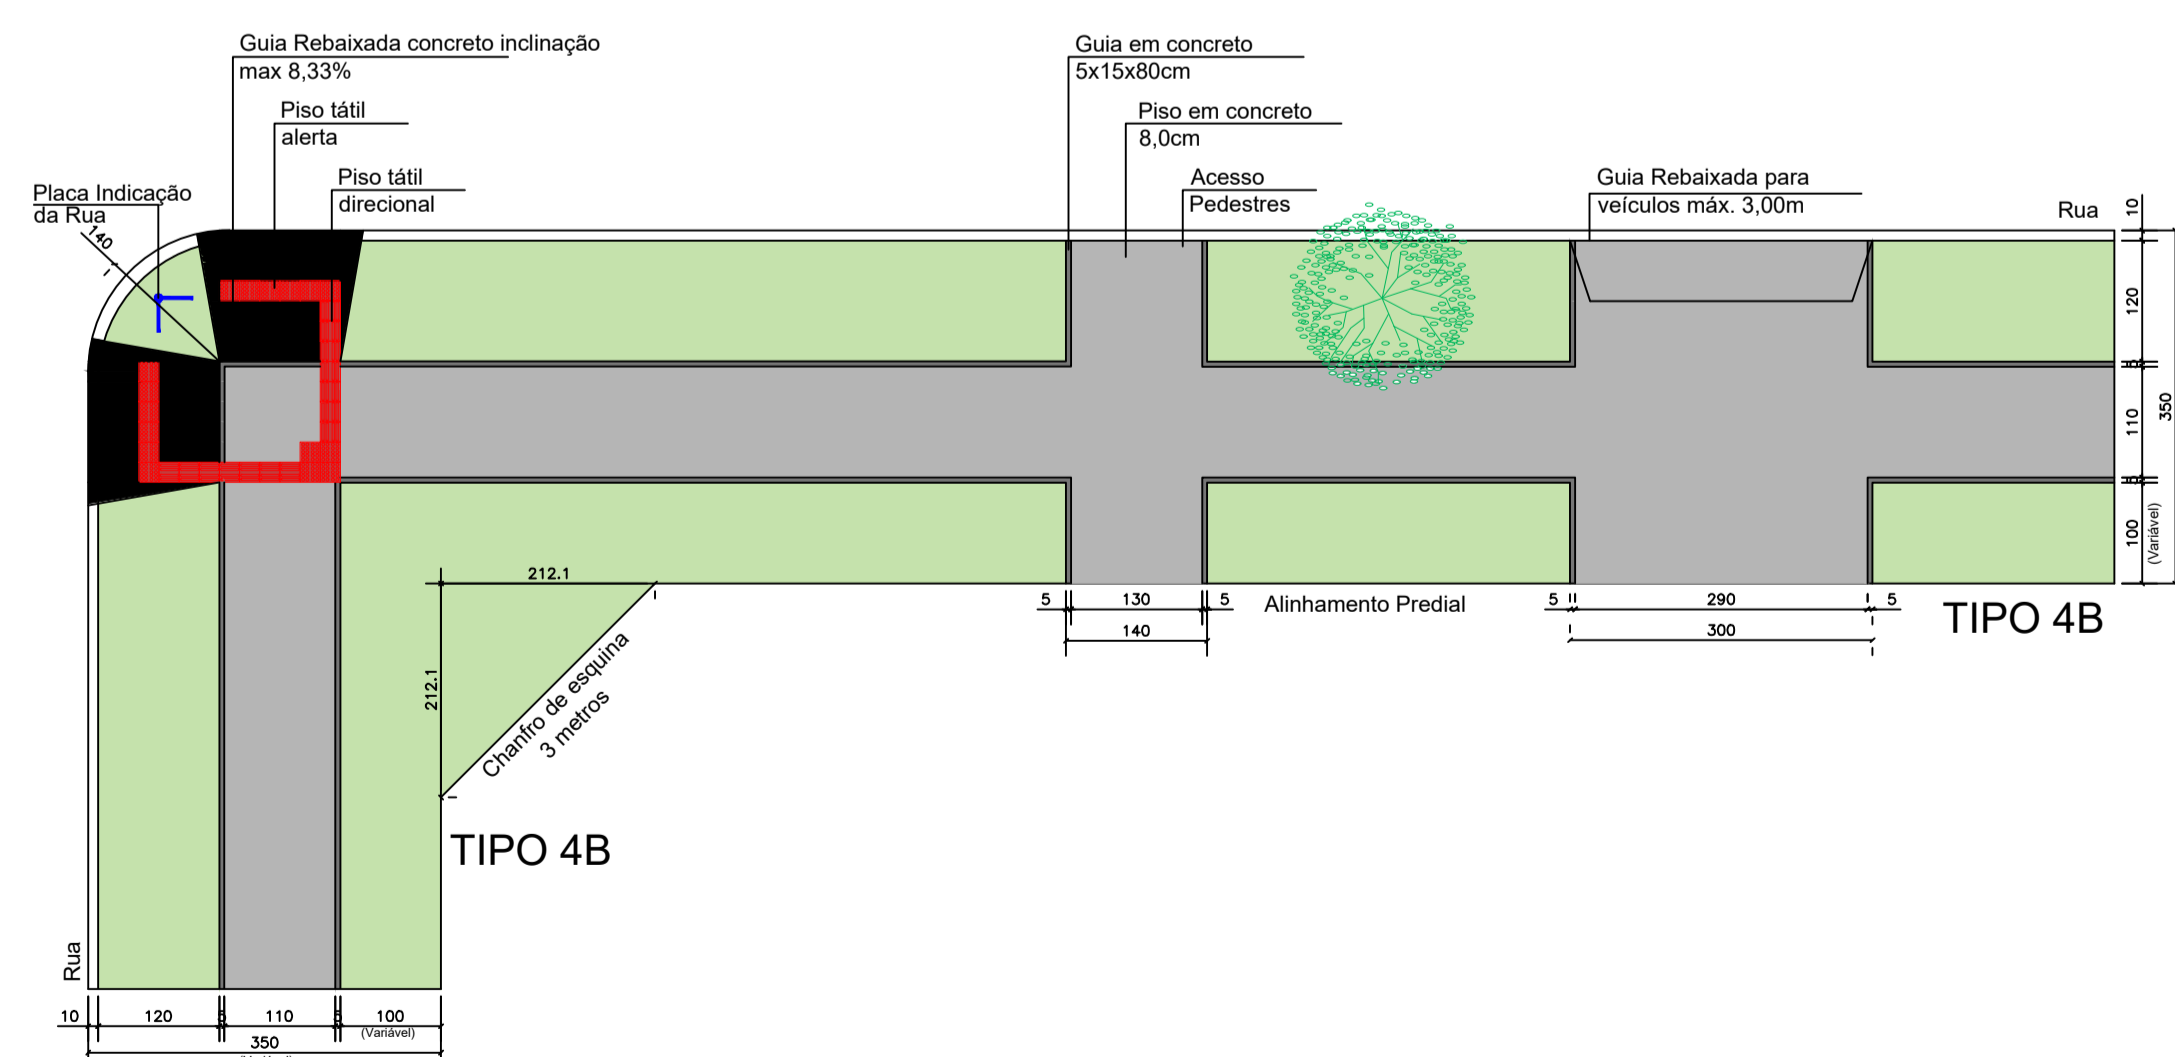 Guia Rebaixada concreto inclinação
max 8,33%
Piso tátil
alerta
Piso tátil
direcional
Placa Indicação
da Rua
140
Guia em concreto
5x15x80cm
Piso em concreto
8,0cm
Acesso
Pedestres
Guia Rebaixada para
veículos máx. 3,00m
Rua
10
120
5
110
5
100
(Variável)
350
212.1
212.1
Chanfro de esquina
3 metros
5
130
5
140
Alinhamento Predial
5
290
5
300
TIPO 4B
TIPO 4B
Rua
10
120
5
110
5
100
(Variável)
350
(Variável)